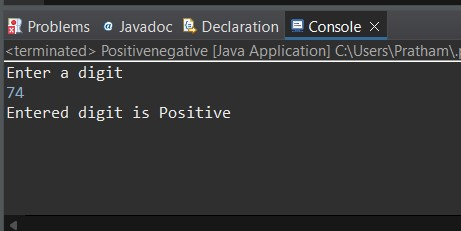 Problems @ Javadoc Declaration Console
<terminated> Positivenegative [Java Application] C:\Users\Pratham\.p
Enter a digit
74
Entered digit is Positive